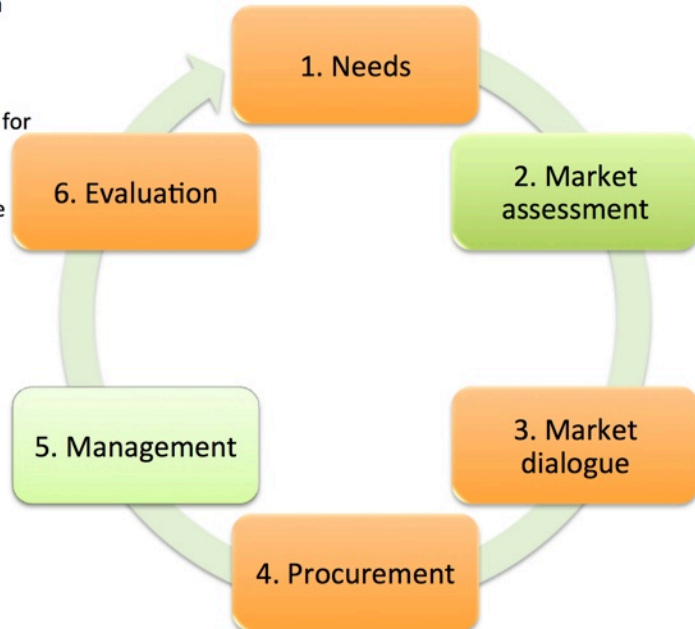 1. Needs
for
6. Evaluation
2. Market
assessment
5. Management
3. Market
dialogue
4. Procurement